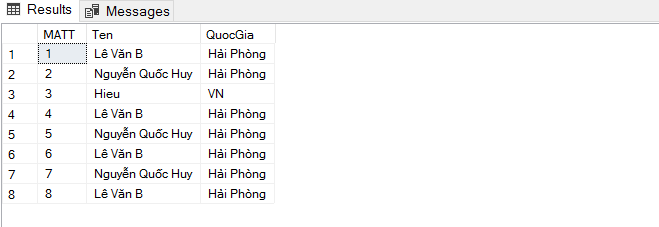 Results Messages
MATT Ten QuocGia
1 1 Lê Văn B Hải Phòng
2 2 Nguyễn Quốc Huy Hải Phòng
3 3 Hieu VN
4 4 Lê Văn B Hải Phòng
5 5 Nguyễn Quốc Huy Hải Phòng
6 6 Lê Văn B Hải Phòng
7 7 Nguyễn Quốc Huy Hải Phòng
8 8 Lê Văn B Hải Phòng